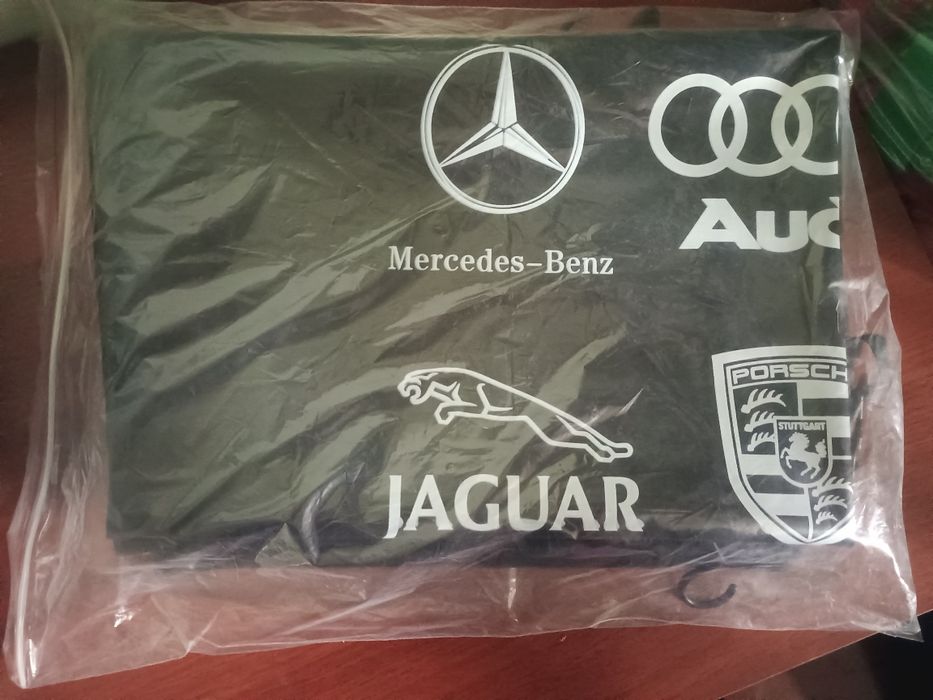 Mercedes-Benz
Aud
JAGUAR
PORSCH
STUTTGART